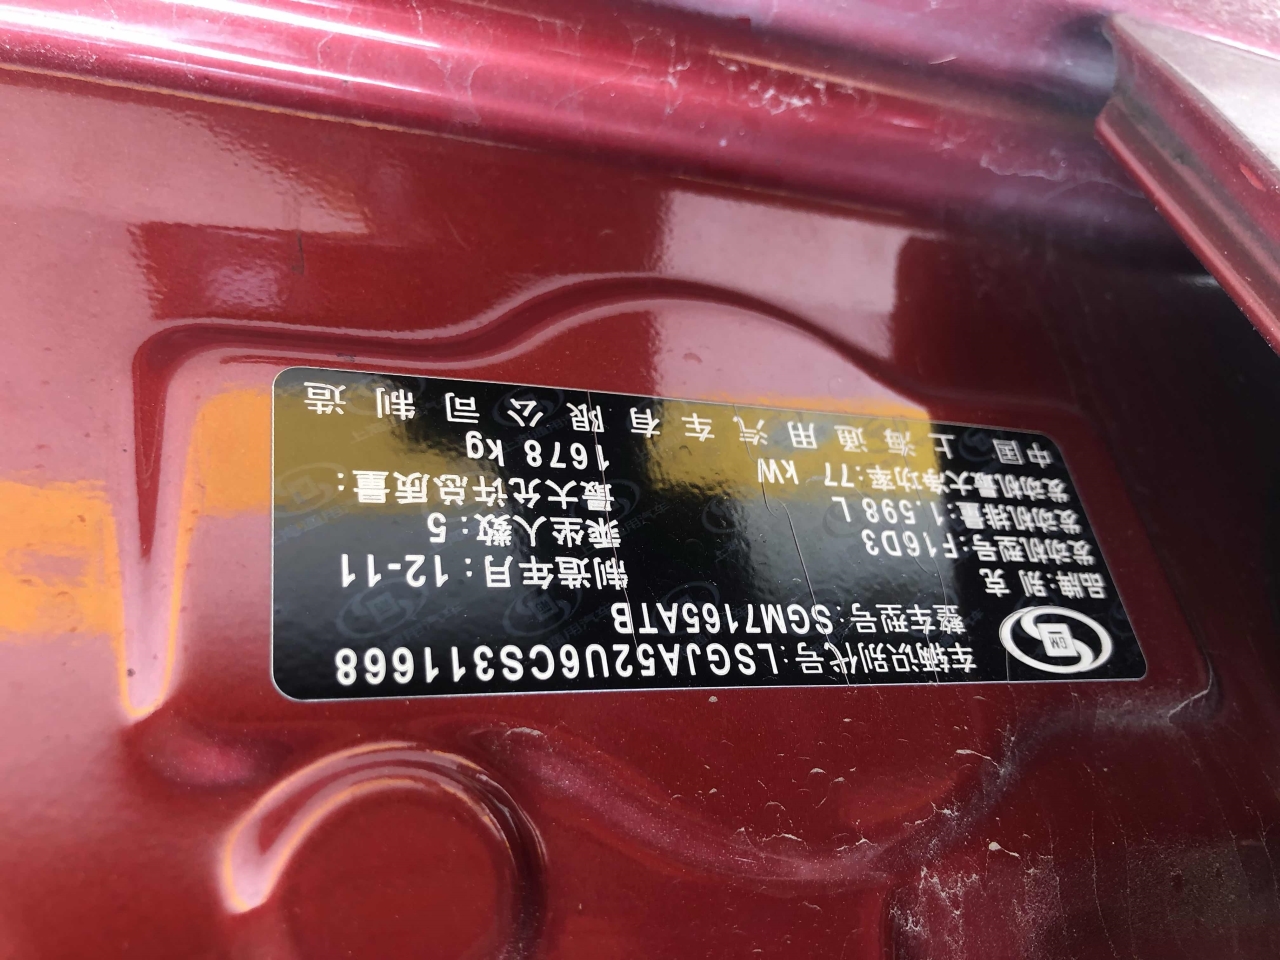 车辆识别代号:LSGJA52U6CS311668
整车型号:SGM7165ATB
品牌:别克
制造年月:12-11
发动机型号:F16D3
乘坐人数:5
发动机排量:1.598 L
最大允许总质量:
发动机最大净功率:77 kW
1678 kg
中国 上海通用汽车有限公司 制造
GM